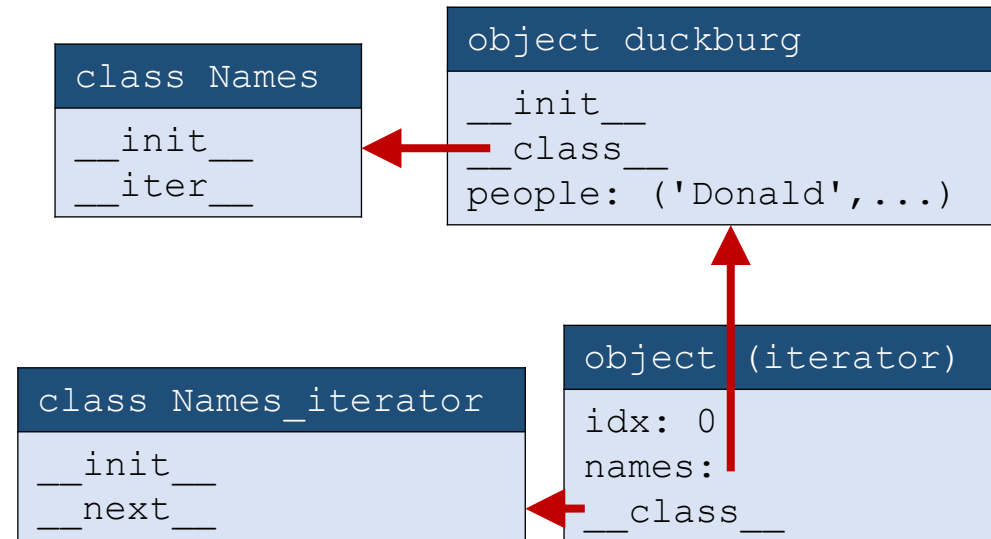 class Names
__init__
__iter__
object duckburg
__init__
__class__
people: ('Donald',...)
class Names_iterator
__init__
__next__
object (iterator)
idx: 0
names:
__class__